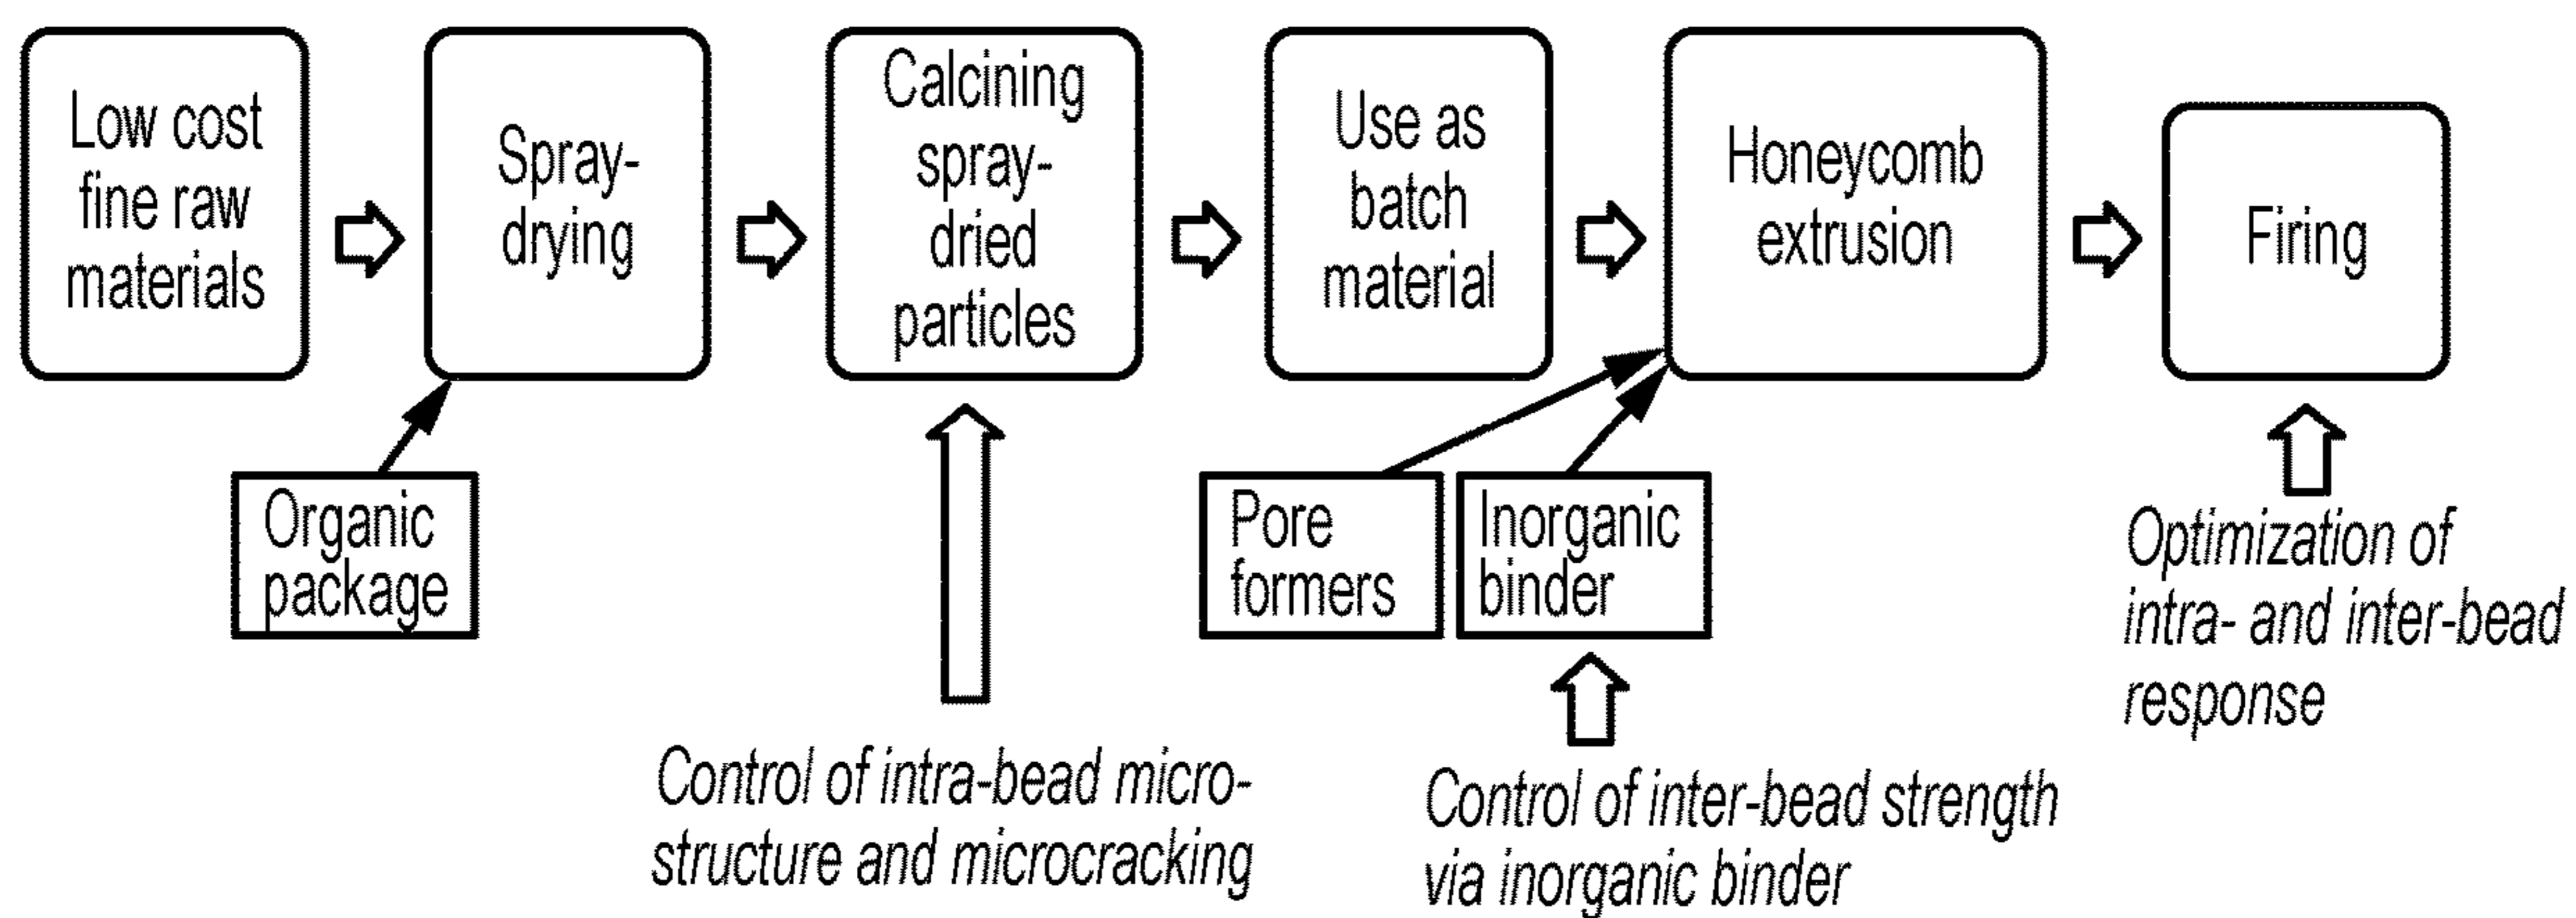 Low cost
fine raw
materials
Spray-
drying
Calcining
spray-
dried
particles
Use as
batch
material
Honeycomb
extrusion
Firing
Organic
package
Pore
formers
Inorganic
binder
Optimization of
intra- and inter-bead
response
Control of intra-bead micro-
structure and microcracking
Control of inter-bead strength
via inorganic binder